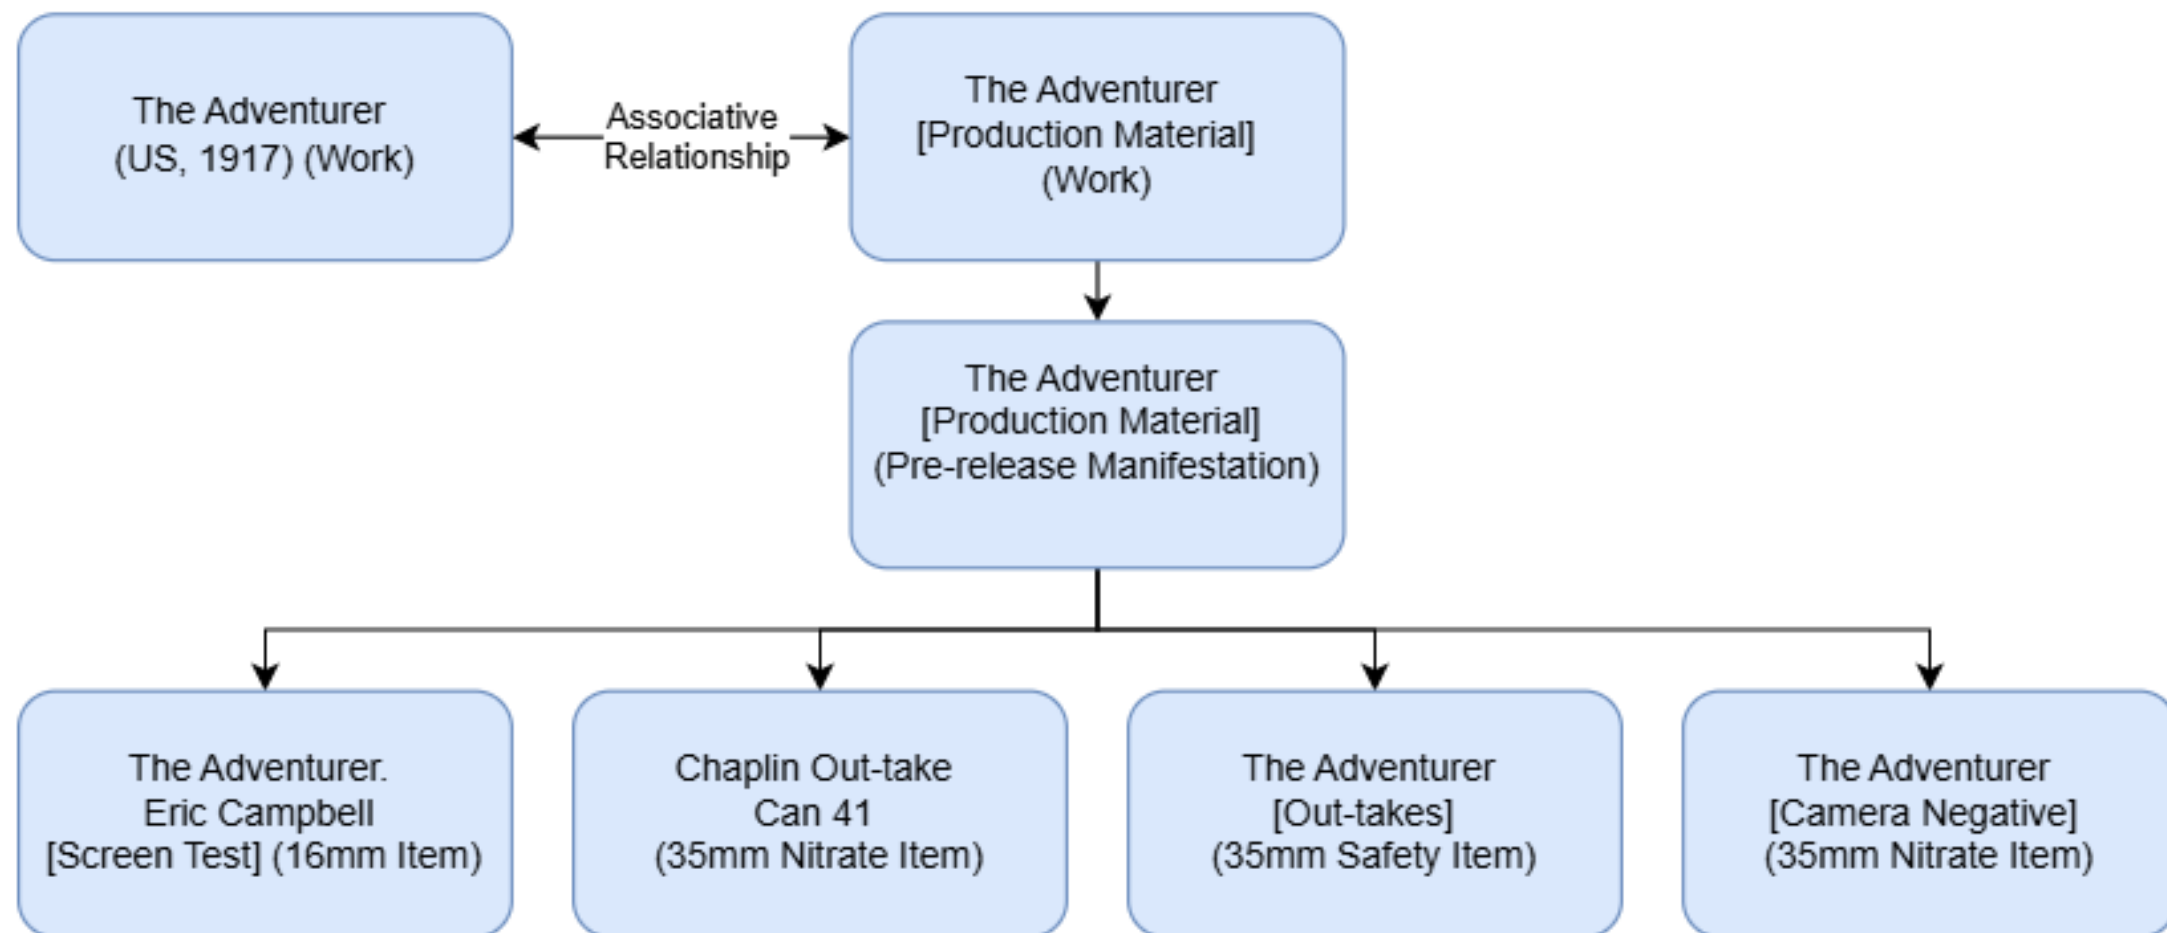 The Adventurer
(US, 1917) (Work)
Associative
Relationship
The Adventurer
[Production Material]
(Work)
The Adventurer
[Production Material]
(Pre-release Manifestation)
The Adventurer.
Eric Campbell
[Screen Test] (16mm Item)
Chaplin Out-take
Can 41
(35mm Nitrate Item)
The Adventurer
[Out-takes]
(35mm Safety Item)
The Adventurer
[Camera Negative]
(35mm Nitrate Item)